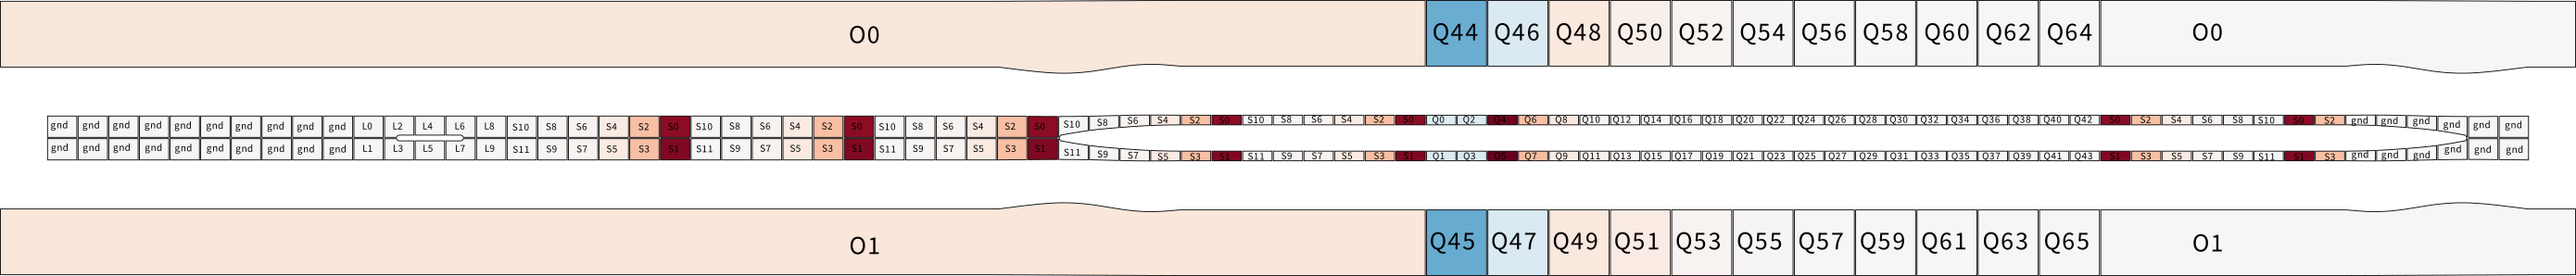 O0 Q44 Q46 Q48 Q50 Q52 Q54 Q56 Q58 Q60 Q62 Q64 O0
gnd gnd gnd gnd gnd gnd gnd gnd gnd gnd L0 L2 L4 L6 L8 S10 S8 S6 S4 S2 S0 S10 S8 S6 S4 S2 S0 S10 S8 S6 S4 S2 S0 S10 S8 S6 S4 S2 S0 S10 S8 S6 S4 S2 S0 Q0 Q2 Q4 Q6 Q8 Q10 Q12 Q14 Q16 Q18 Q20 Q22 Q24 Q26 Q28 Q30 Q32 Q34 Q36 Q38 Q40 Q42 S0 S2 S4 S6 S8 S10 S0 S2 gnd gnd gnd gnd gnd gnd
gnd gnd gnd gnd gnd gnd gnd gnd gnd gnd L1 L3 L5 L7 L9 S11 S9 S7 S5 S3 S1 S11 S9 S7 S5 S3 S1 S11 S9 S7 S5 S3 S1 S11 S9 S7 S5 S3 S1 S11 S9 S7 S5 S3 S1 Q1 Q3 Q5 Q7 Q9 Q11 Q13 Q15 Q17 Q19 Q21 Q23 Q25 Q27 Q29 Q31 Q33 Q35 Q37 Q39 Q41 Q43 S1 S3 S5 S7 S9 S11 S1 S3 gnd gnd gnd gnd gnd gnd
O1 Q45 Q47 Q49 Q51 Q53 Q55 Q57 Q59 Q61 Q63 Q65 O1